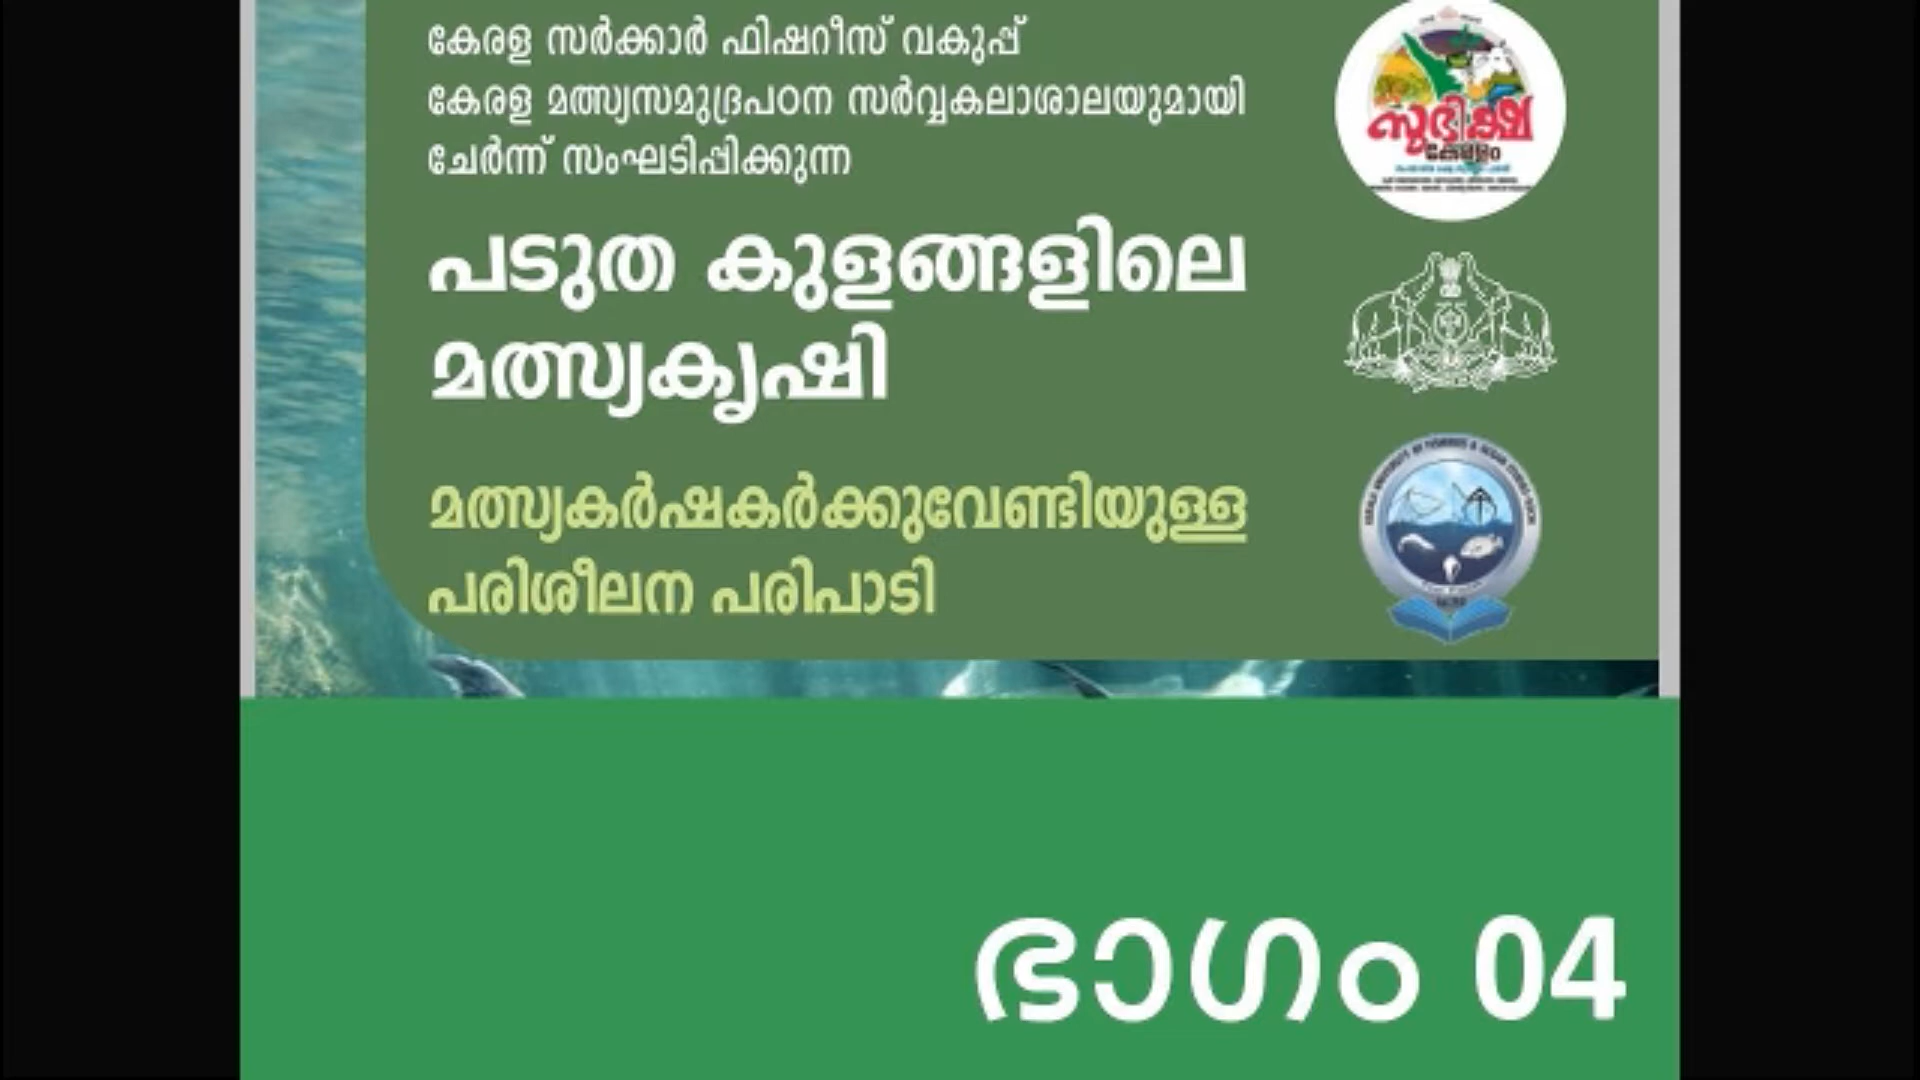 കേരള സർക്കാർ ഫിഷറീസ് വകുപ്പ്
കേരള മത്സ്യസമുദ്രപഠന സർവ്വകലാശാലയുമായി
ചേർന്ന് സംഘടിപ്പിക്കുന്ന
പടുത കുളങ്ങളിലെ
മത്സ്യകൃഷി
മത്സ്യകർഷകർക്കുവേണ്ടിയുള്ള
പരിശീലന പരിപാടി
സുഭിക്ഷ
കേരളം
ഭാഗം 04